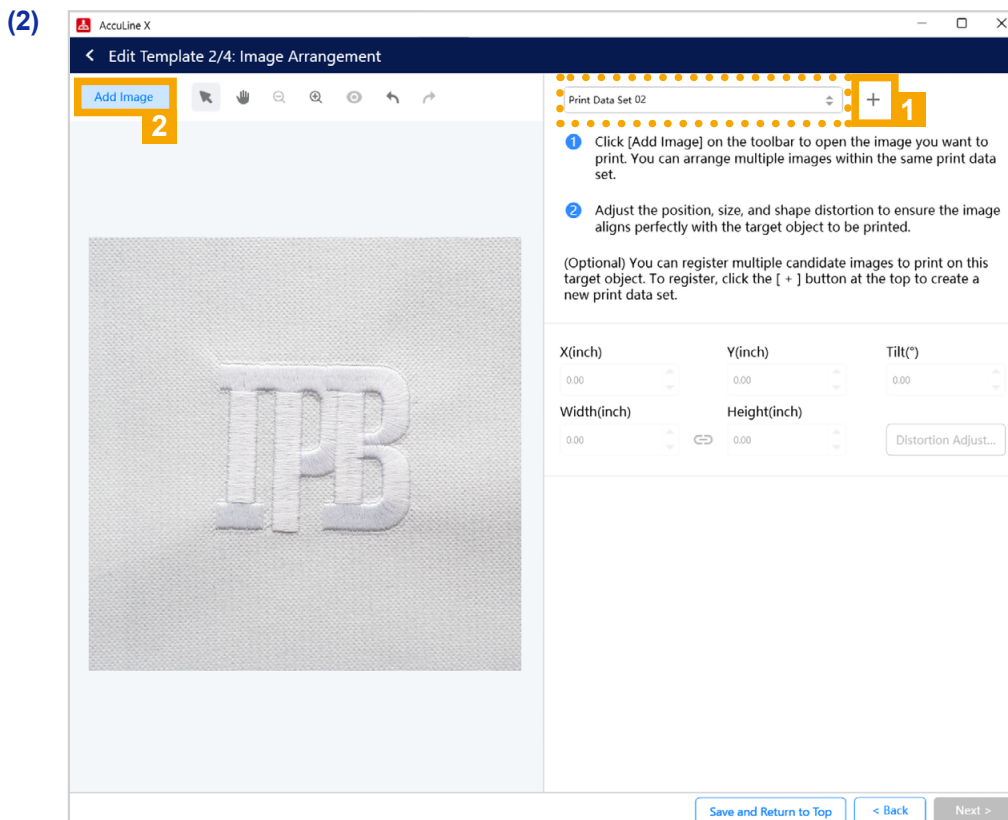 (2)
AccuLine X
Edit Template 2/4: Image Arrangement
Add Image
2
Print Data Set 02
1
1 Click [Add Image] on the toolbar to open the image you want to
print. You can arrange multiple images within the same print data
set.
2 Adjust the position, size, and shape distortion to ensure the image
aligns perfectly with the target object to be printed.
(Optional) You can register multiple candidate images to print on this
target object. To register, click the [ + ] button at the top to create a
new print data set.
X(inch) Y(inch) Tilt(°)
0.00 0.00 0.00
Width(inch) Height(inch)
0.00 0.00 Distortion Adjust...
IPB
Save and Return to Top < Back Next >